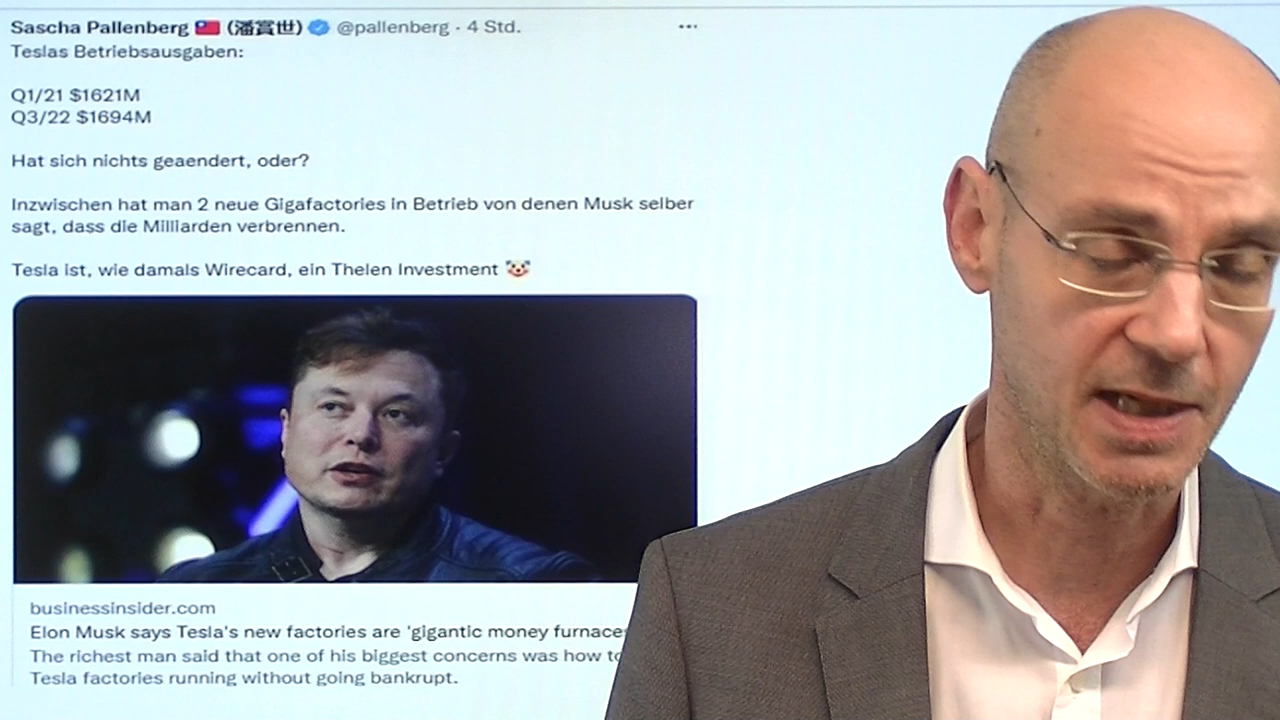 Sascha Pallenberg 🇹🇼 (潘賞世) @pallenberg · 4 Std.
Teslas Betriebsausgaben:
Q1/21 $1621M
Q3/22 $1694M
Hat sich nichts geaendert, oder?
Inzwischen hat man 2 neue Gigafactories in Betrieb von denen Musk selber
sagt, dass die Milliarden verbrennen.
Tesla ist, wie damals Wirecard, ein Thelen Investment 🤡
businessinsider.com
Elon Musk says Tesla's new factories are 'gigantic money furnace
The richest man said that one of his biggest concerns was how to
Tesla factories running without going bankrupt.